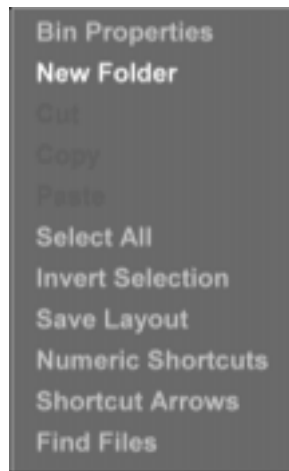 Bin Properties
New Folder
Cut
Copy
Paste
Select All
Invert Selection
Save Layout
Numeric Shortcuts
Shortcut Arrows
Find Files